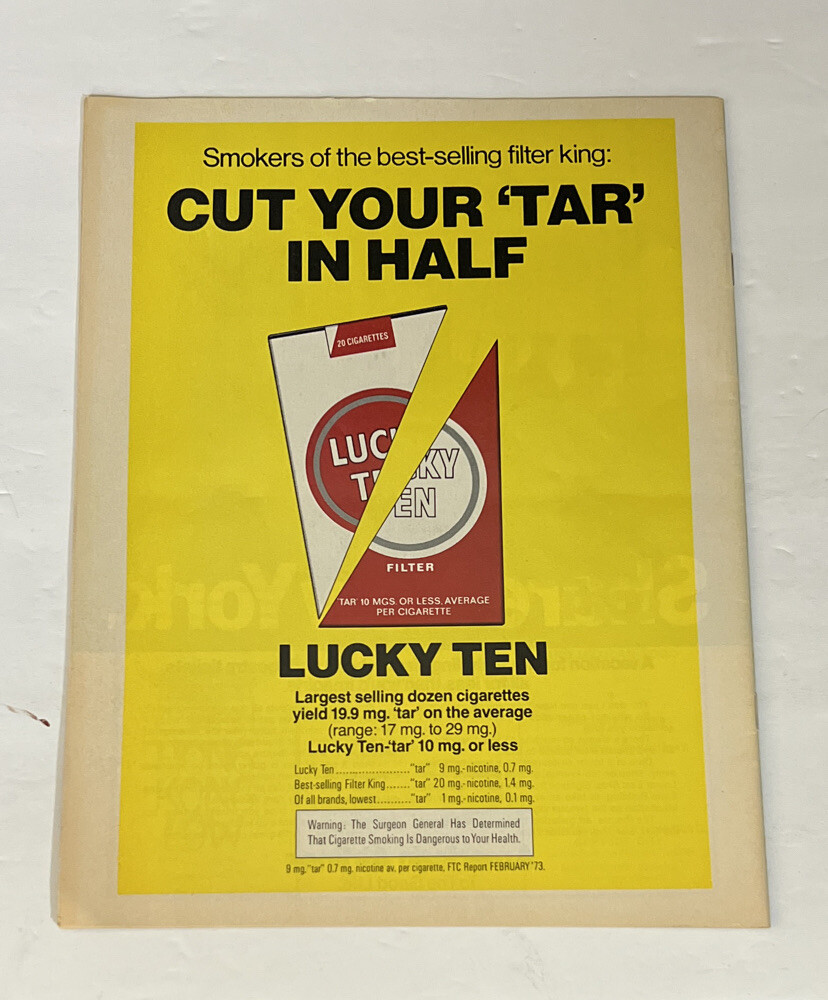 Smokers of the best-selling filter king:
CUT YOUR ‘TAR’
IN HALF
20 CIGARETTES
LUCKY
TEN
FILTER
'TAR' 10 MGS. OR LESS, AVERAGE
PER CIGARETTE
LUCKY TEN
Largest selling dozen cigarettes
yield 19.9 mg. ‘tar’ on the average
(range: 17 mg. to 29 mg.)
Lucky Ten-‘tar’ 10 mg. or less
Lucky Ten......................."tar" 9 mg.-nicotine, 0.7 mg.
Best-selling Filter King......."tar" 20 mg.-nicotine, 1.4 mg.
Of all brands, lowest.........."tar" 1 mg.-nicotine, 0.1 mg.
Warning: The Surgeon General Has Determined
That Cigarette Smoking Is Dangerous to Your Health.
9 mg. "tar" 0.7 mg. nicotine av. per cigarette, FTC Report FEBRUARY '73.